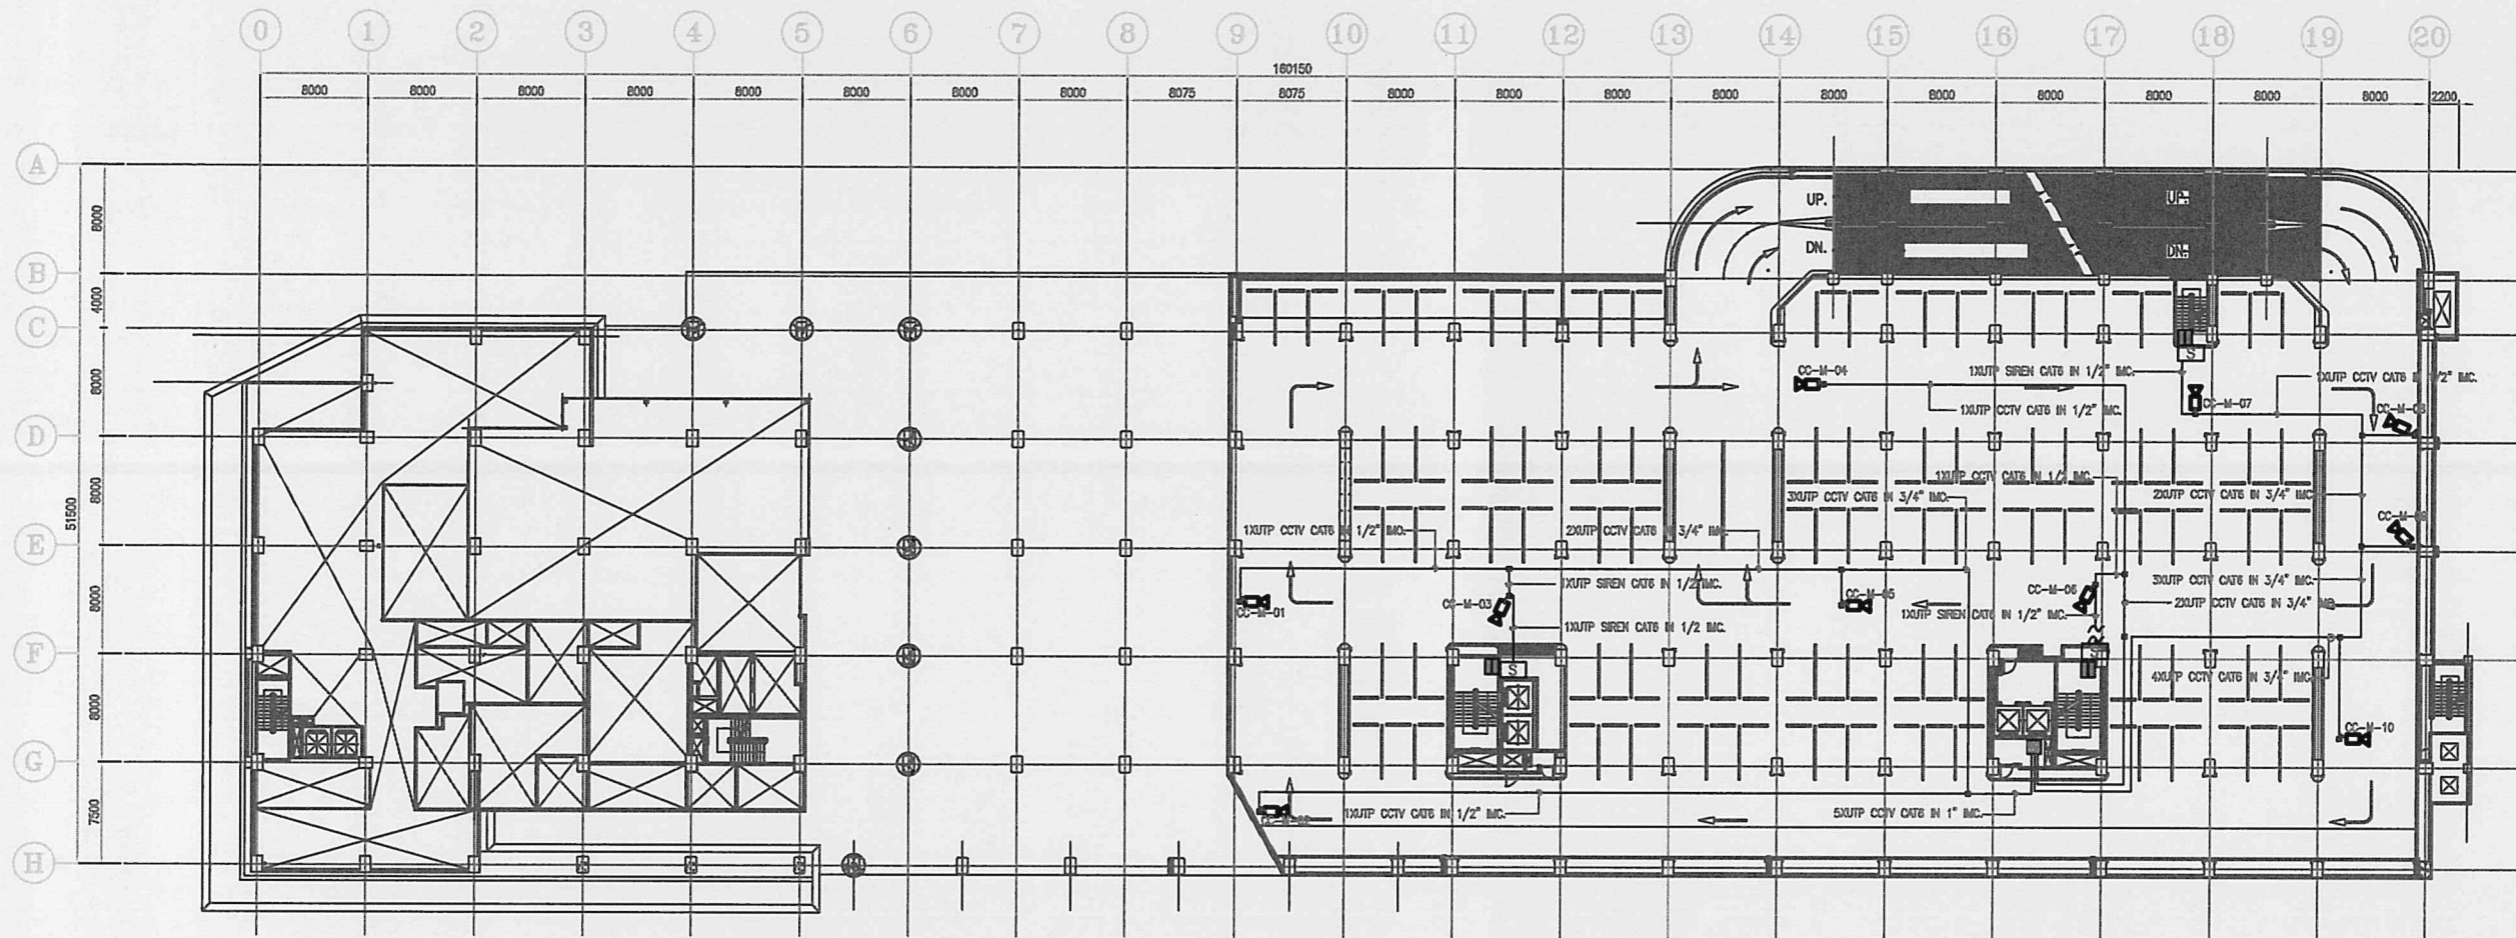 0 1 2 3 4 5 6 7 8 9 10 11 12 13 14 15 16 17 18 19 20
160150
8000 8000 8000 8000 8000 8000 8000 8000 8075 8075 8000 8000 8000 8000 8000 8000 8000 8000 8000 8000 2200
A
8000
UP. UP.
DN. DN.
B
4000
C
S
8000
CC-M-04
1XUTP SIREN CAT6 IN 1/2" IMC.
1XUTP CCTV CAT6 IN 1/2" IMC.
CC-M-07
1XUTP CCTV CAT6 IN 1/2" IMC.
CC-M-08
D
8000
51500
1XUTP CCTV CAT6 IN 1/2 IMC.
3XUTP CCTV CAT6 IN 3/4" IMC.
2XUTP CCTV CAT6 IN 3/4" IMC
1XUTP CCTV CAT6 IN 1/2" IMC.
2XUTP CCTV CAT6 IN 3/4" IMC.
CC-M-09
E
8000
1XUTP SIREN CAT6 IN 1/2 IMC.
3XUTP CCTV CAT6 IN 3/4" IMC.
CC-M-01
CC-M-03
CC-M-05
CC-M-06
2XUTP CCTV CAT6 IN 3/4"
1XUTP SIREN CAT6 IN 1/2" IMC.
1XUTP SIREN CAT6 IN 1/2 IMC.
F
S
8000
4XUTP CCTV CAT6 IN 3/4" IMC.
CC-M-10
G
7500
1XUTP CCTV CAT6 IN 1/2" IMC.
5XUTP CCTV CAT6 IN 1" IMC.
CC-M-02
H